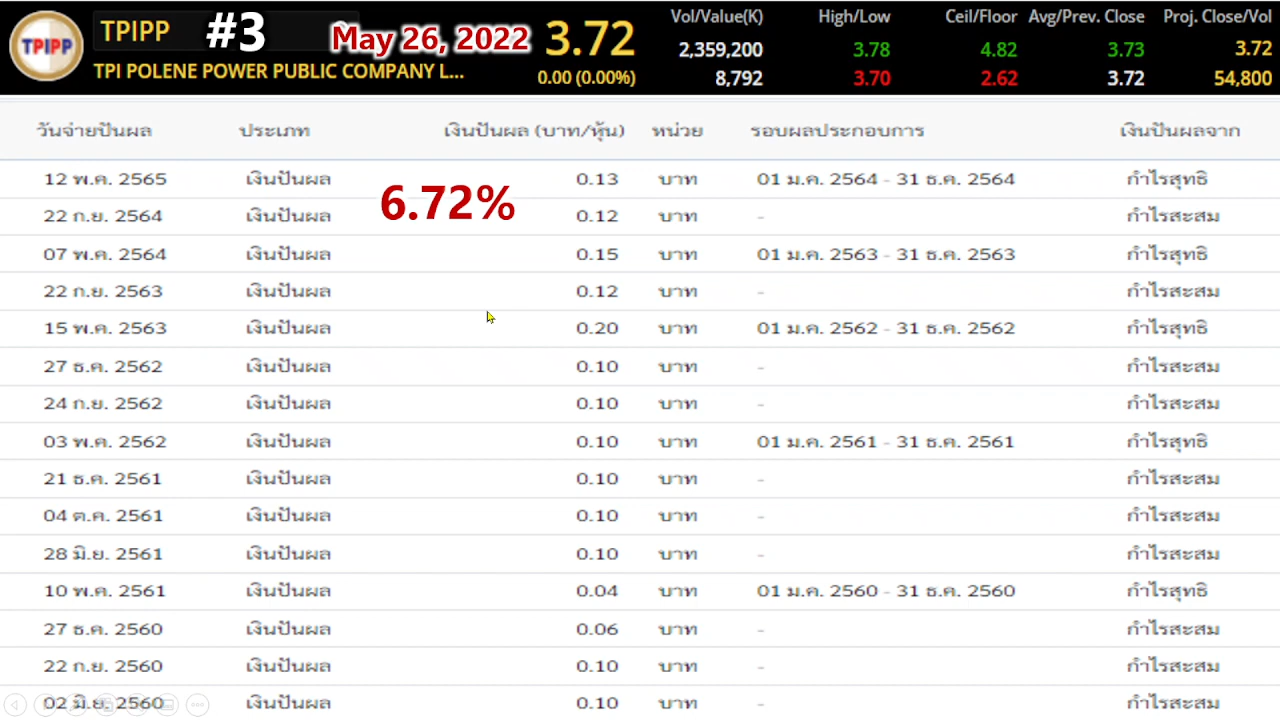 TPIPP
TPIPP #3 May 26, 2022 3.72
TPI POLENE POWER PUBLIC COMPANY L... 0.00 (0.00%)
Vol/Value(K) High/Low Ceil/Floor Avg/Prev. Close Proj. Close/Vol
2,359,200 3.78 4.82 3.73 3.72
8,792 3.70 2.62 3.72 54,800
วันจ่ายปันผล ประเภท เงินปันผล (บาท/หุ้น) หน่วย รอบผลประกอบการ เงินปันผลจาก
12 พ.ค. 2565 เงินปันผล 0.13 บาท 01 ม.ค. 2564 - 31 ธ.ค. 2564 กำไรสุทธิ
6.72%
22 ก.ย. 2564 เงินปันผล 0.12 บาท - กำไรสะสม
07 พ.ค. 2564 เงินปันผล 0.15 บาท 01 ม.ค. 2563 - 31 ธ.ค. 2563 กำไรสุทธิ
22 ก.ย. 2563 เงินปันผล 0.12 บาท - กำไรสะสม
15 พ.ค. 2563 เงินปันผล 0.20 บาท 01 ม.ค. 2562 - 31 ธ.ค. 2562 กำไรสุทธิ
27 ธ.ค. 2562 เงินปันผล 0.10 บาท - กำไรสะสม
24 ก.ย. 2562 เงินปันผล 0.10 บาท - กำไรสะสม
03 พ.ค. 2562 เงินปันผล 0.10 บาท 01 ม.ค. 2561 - 31 ธ.ค. 2561 กำไรสุทธิ
21 ธ.ค. 2561 เงินปันผล 0.10 บาท - กำไรสะสม
04 ต.ค. 2561 เงินปันผล 0.10 บาท - กำไรสะสม
28 มิ.ย. 2561 เงินปันผล 0.10 บาท - กำไรสะสม
10 พ.ค. 2561 เงินปันผล 0.04 บาท 01 ม.ค. 2560 - 31 ธ.ค. 2560 กำไรสุทธิ
27 ธ.ค. 2560 เงินปันผล 0.06 บาท - กำไรสะสม
22 ก.ย. 2560 เงินปันผล 0.10 บาท - กำไรสะสม
02 มิ.ย. 2560 เงินปันผล 0.10 บาท - กำไรสะสม